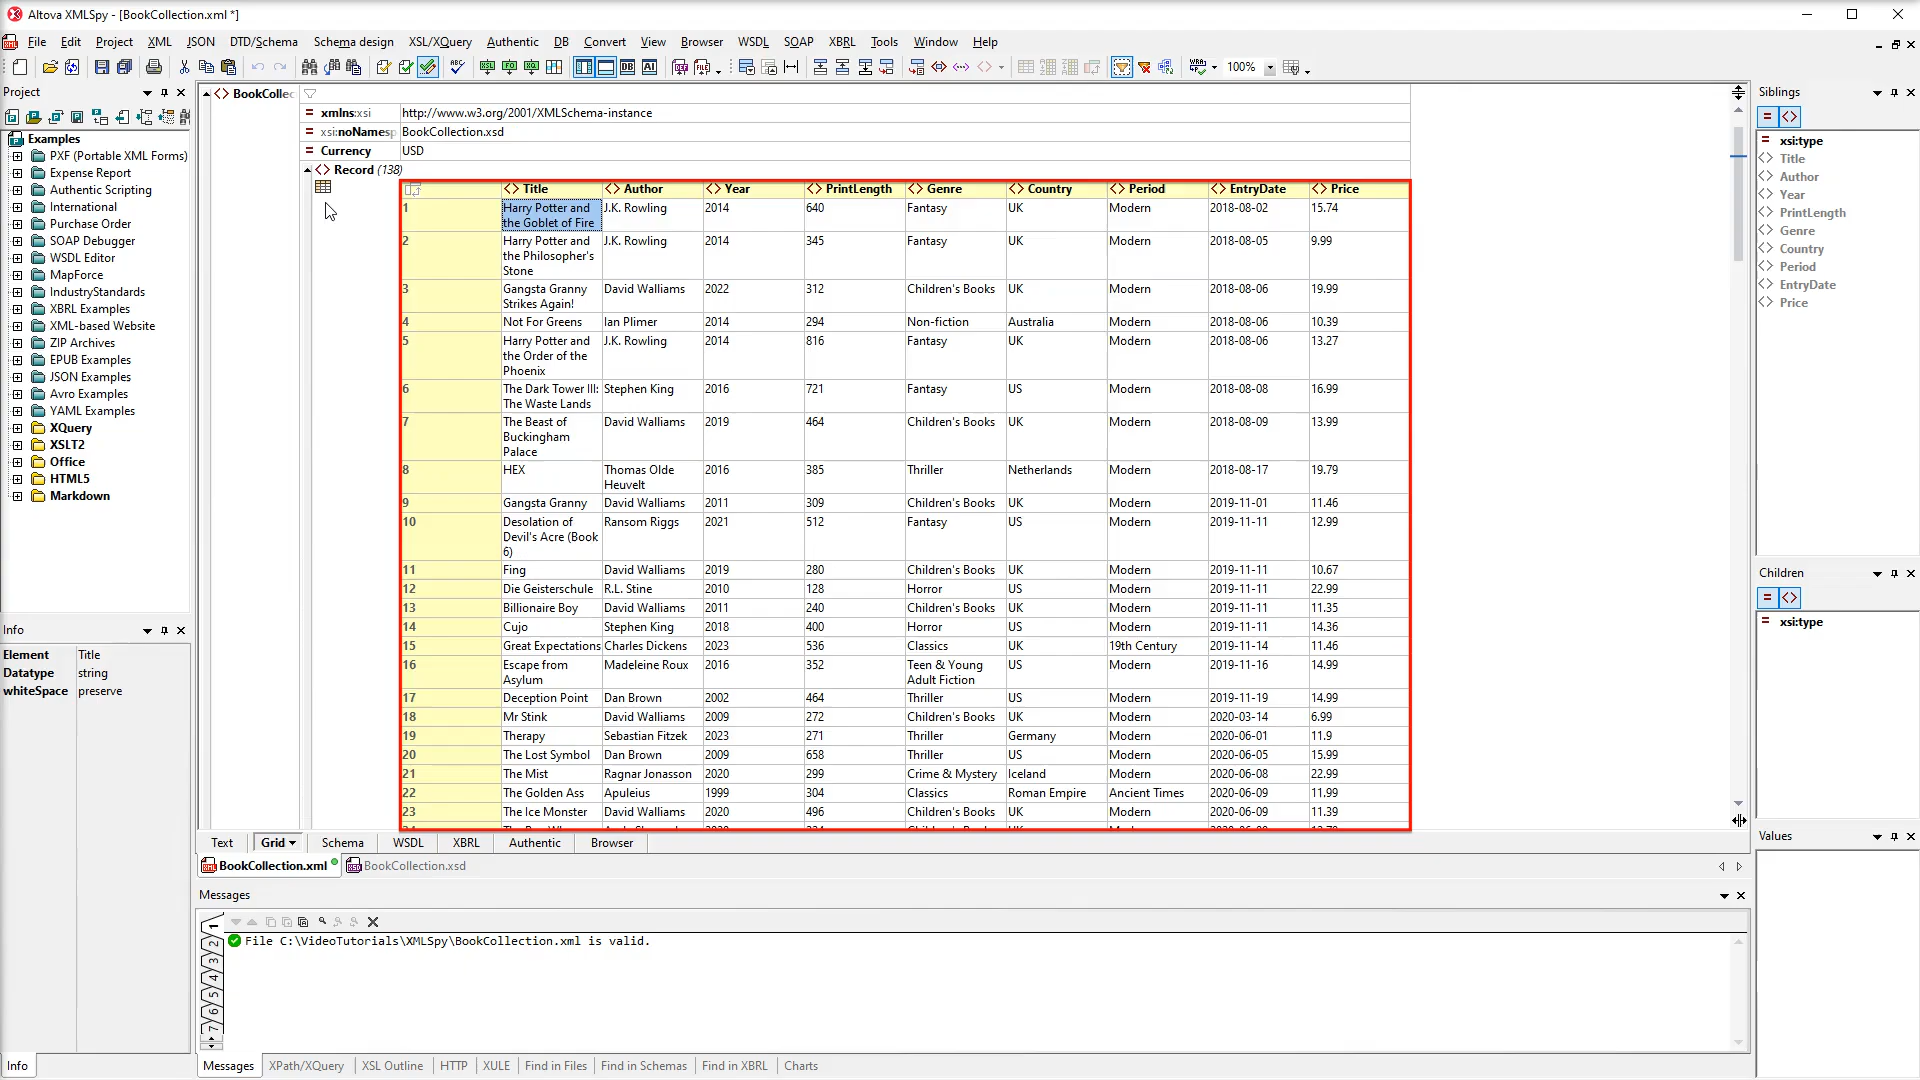 Altova XMLSpy - [BookCollection.xml *]
File Edit Project XML JSON DTD/Schema Schema design XSL/XQuery Authentic DB Convert View Browser WSDL SOAP XBRL Tools Window Help
100%
Project
Examples
PXF (Portable XML Forms)
Expense Report
Authentic Scripting
International
Purchase Order
SOAP Debugger
WSDL Editor
MapForce
IndustryStandards
XBRL Examples
XML-based Website
ZIP Archives
EPUB Examples
JSON Examples
Avro Examples
YAML Examples
XQuery
XSLT2
Office
HTML5
Markdown
Info
Element Title
Datatype string
whiteSpace preserve
Info
BookCollec
xmlns:xsi http://www.w3.org/2001/XMLSchema-instance
xsi:noNamesp BookCollection.xsd
Currency USD
Record (138)
Title Author Year PrintLength Genre Country Period EntryDate Price
1 Harry Potter and the Goblet of Fire J.K. Rowling 2014 640 Fantasy UK Modern 2018-08-02 15.74
2 Harry Potter and the Philosopher's Stone J.K. Rowling 2014 345 Fantasy UK Modern 2018-08-05 9.99
3 Gangsta Granny Strikes Again! David Walliams 2022 312 Children's Books UK Modern 2018-08-06 19.99
4 Not For Greens Ian Plimer 2014 294 Non-fiction Australia Modern 2018-08-06 10.39
5 Harry Potter and the Order of the Phoenix J.K. Rowling 2014 816 Fantasy UK Modern 2018-08-06 13.27
6 The Dark Tower III: The Waste Lands Stephen King 2016 721 Fantasy US Modern 2018-08-08 16.99
7 The Beast of Buckingham Palace David Walliams 2019 464 Children's Books UK Modern 2018-08-09 13.99
8 HEX Thomas Olde Heuvelt 2016 385 Thriller Netherlands Modern 2018-08-17 19.79
9 Gangsta Granny David Walliams 2011 309 Children's Books UK Modern 2019-11-01 11.46
10 Desolation of Devil's Acre (Book 6) Ransom Riggs 2021 512 Fantasy US Modern 2019-11-11 12.99
11 Fing David Walliams 2019 280 Children's Books UK Modern 2019-11-11 10.67
12 Die Geisterschule R.L. Stine 2010 128 Horror US Modern 2019-11-11 22.99
13 Billionaire Boy David Walliams 2011 240 Children's Books UK Modern 2019-11-11 11.35
14 Cujo Stephen King 2018 400 Horror US Modern 2019-11-11 14.36
15 Great Expectations Charles Dickens 2023 536 Classics UK 19th Century 2019-11-14 11.46
16 Escape from Asylum Madeleine Roux 2016 352 Teen & Young Adult Fiction US Modern 2019-11-16 14.99
17 Deception Point Dan Brown 2002 464 Thriller US Modern 2019-11-19 14.99
18 Mr Stink David Walliams 2009 272 Children's Books UK Modern 2020-03-14 6.99
19 Therapy Sebastian Fitzek 2023 271 Thriller Germany Modern 2020-06-01 11.9
20 The Lost Symbol Dan Brown 2009 658 Thriller US Modern 2020-06-05 15.99
21 The Mist Ragnar Jonasson 2020 299 Crime & Mystery Iceland Modern 2020-06-08 22.99
22 The Golden Ass Apuleius 1999 304 Classics Roman Empire Ancient Times 2020-06-09 11.99
23 The Ice Monster David Walliams 2020 496 Children's Books UK Modern 2020-06-09 11.39
Text Grid Schema WSDL XBRL Authentic Browser
BookCollection.xml BookCollection.xsd
Messages
1
2
3
4
5
6
7
File C:\VideoTutorials\XMLSpy\BookCollection.xml is valid.
Messages XPath/XQuery XSL Outline HTTP XULE Find in Files Find in Schemas Find in XBRL Charts
Siblings
xsi:type
Title
Author
Year
PrintLength
Genre
Country
Period
EntryDate
Price
Children
xsi:type
Values